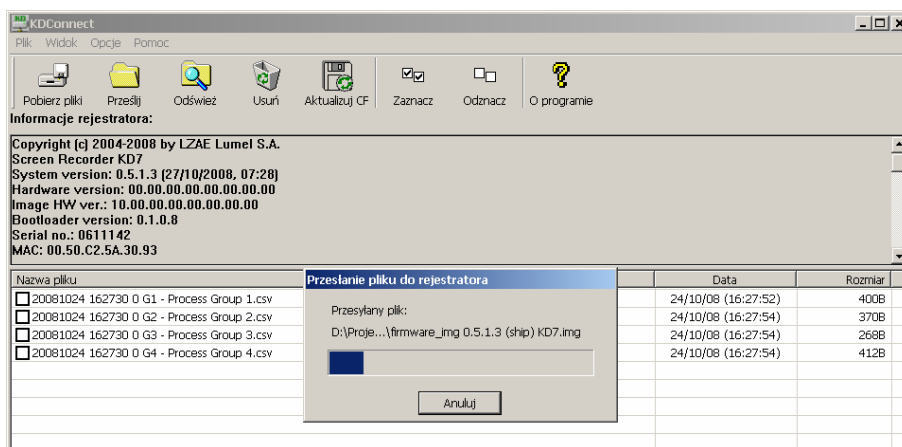 KDConnect
Plik Widok Opcje Pomoc
Pobierz pliki Prześlij Odśwież Usuń Aktualizuj CF Zaznacz Odznacz O programie
Informacje rejestratora:
Copyright (c) 2004-2008 by LZAE Lumel S.A.
Screen Recorder KD7
System version: 0.5.1.3 (27/10/2008, 07:28)
Hardware version: 00.00.00.00.00.00.00.00
Image HW ver.: 10.00.00.00.00.00.00.00
Bootloader version: 0.1.0.8
Serial no.: 0611142
MAC: 00.50.C2.5A.30.93
Nazwa pliku Data Rozmiar
20081024 162730 0 G1 - Process Group 1.csv 24/10/08 (16:27:52) 400B
20081024 162730 0 G2 - Process Group 2.csv 24/10/08 (16:27:54) 370B
20081024 162730 0 G3 - Process Group 3.csv 24/10/08 (16:27:54) 268B
20081024 162730 0 G4 - Process Group 4.csv 24/10/08 (16:27:54) 412B
Przesłanie pliku do rejestratora
Przesyłany plik:
D:\Proje...\firmware_img 0.5.1.3 (ship) KD7.img
Anuluj